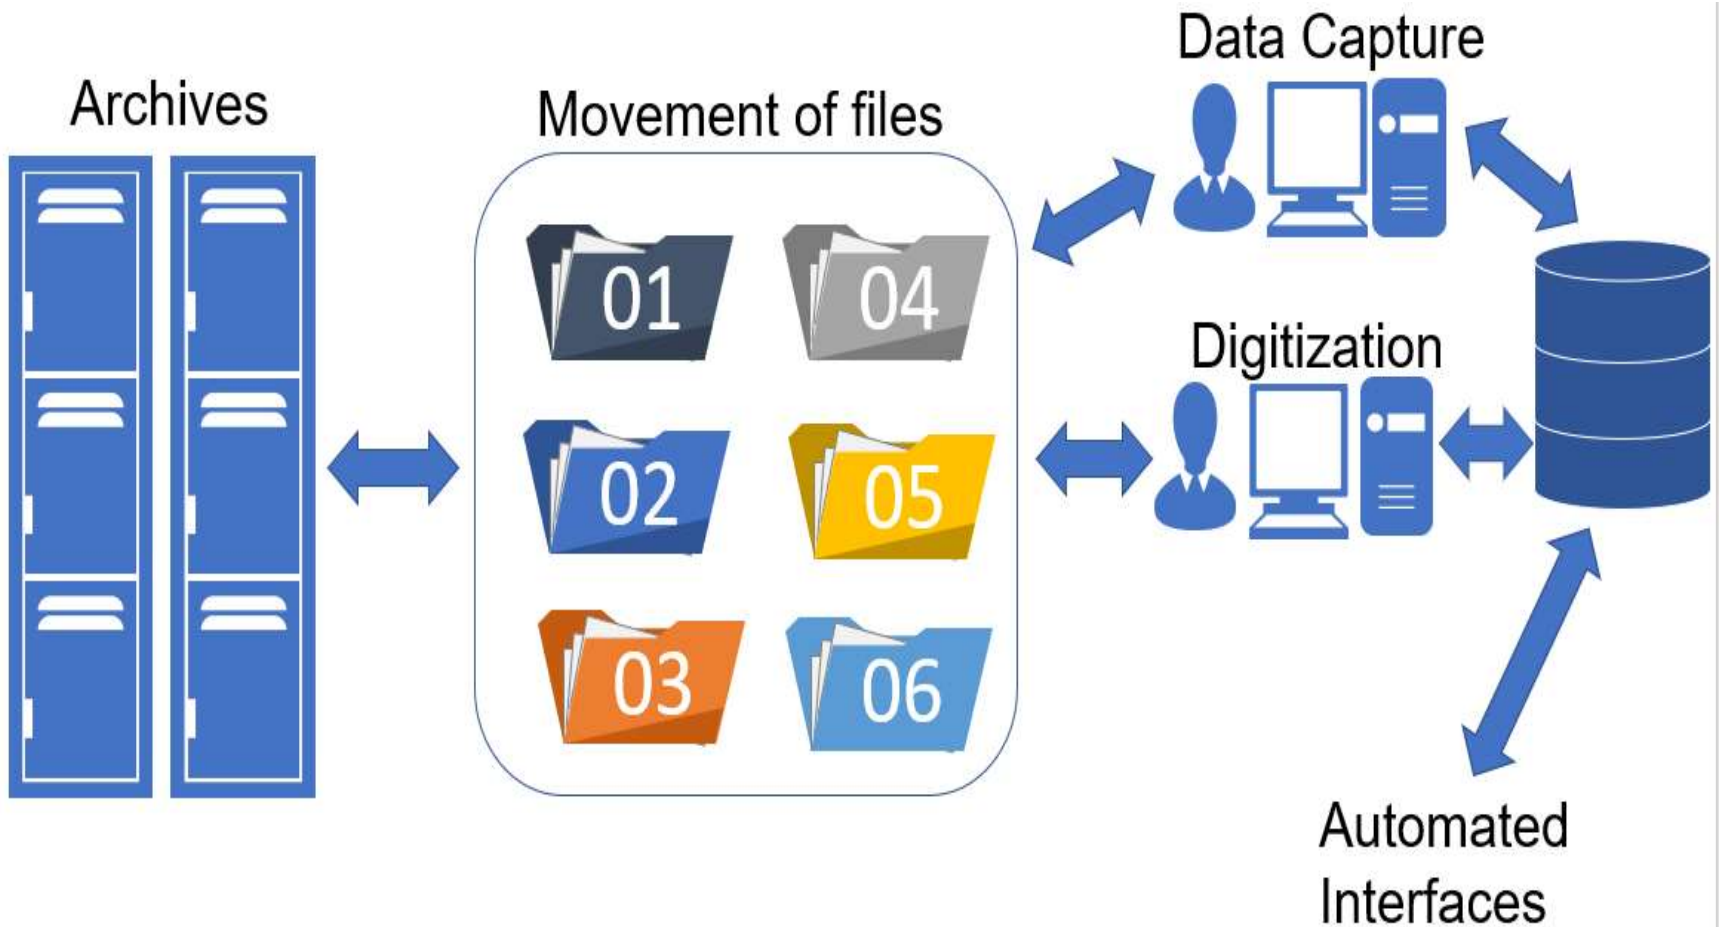 Data Capture
Archives
Movement of files
01
04
Digitization
02
05
03
06
Automated
Interfaces